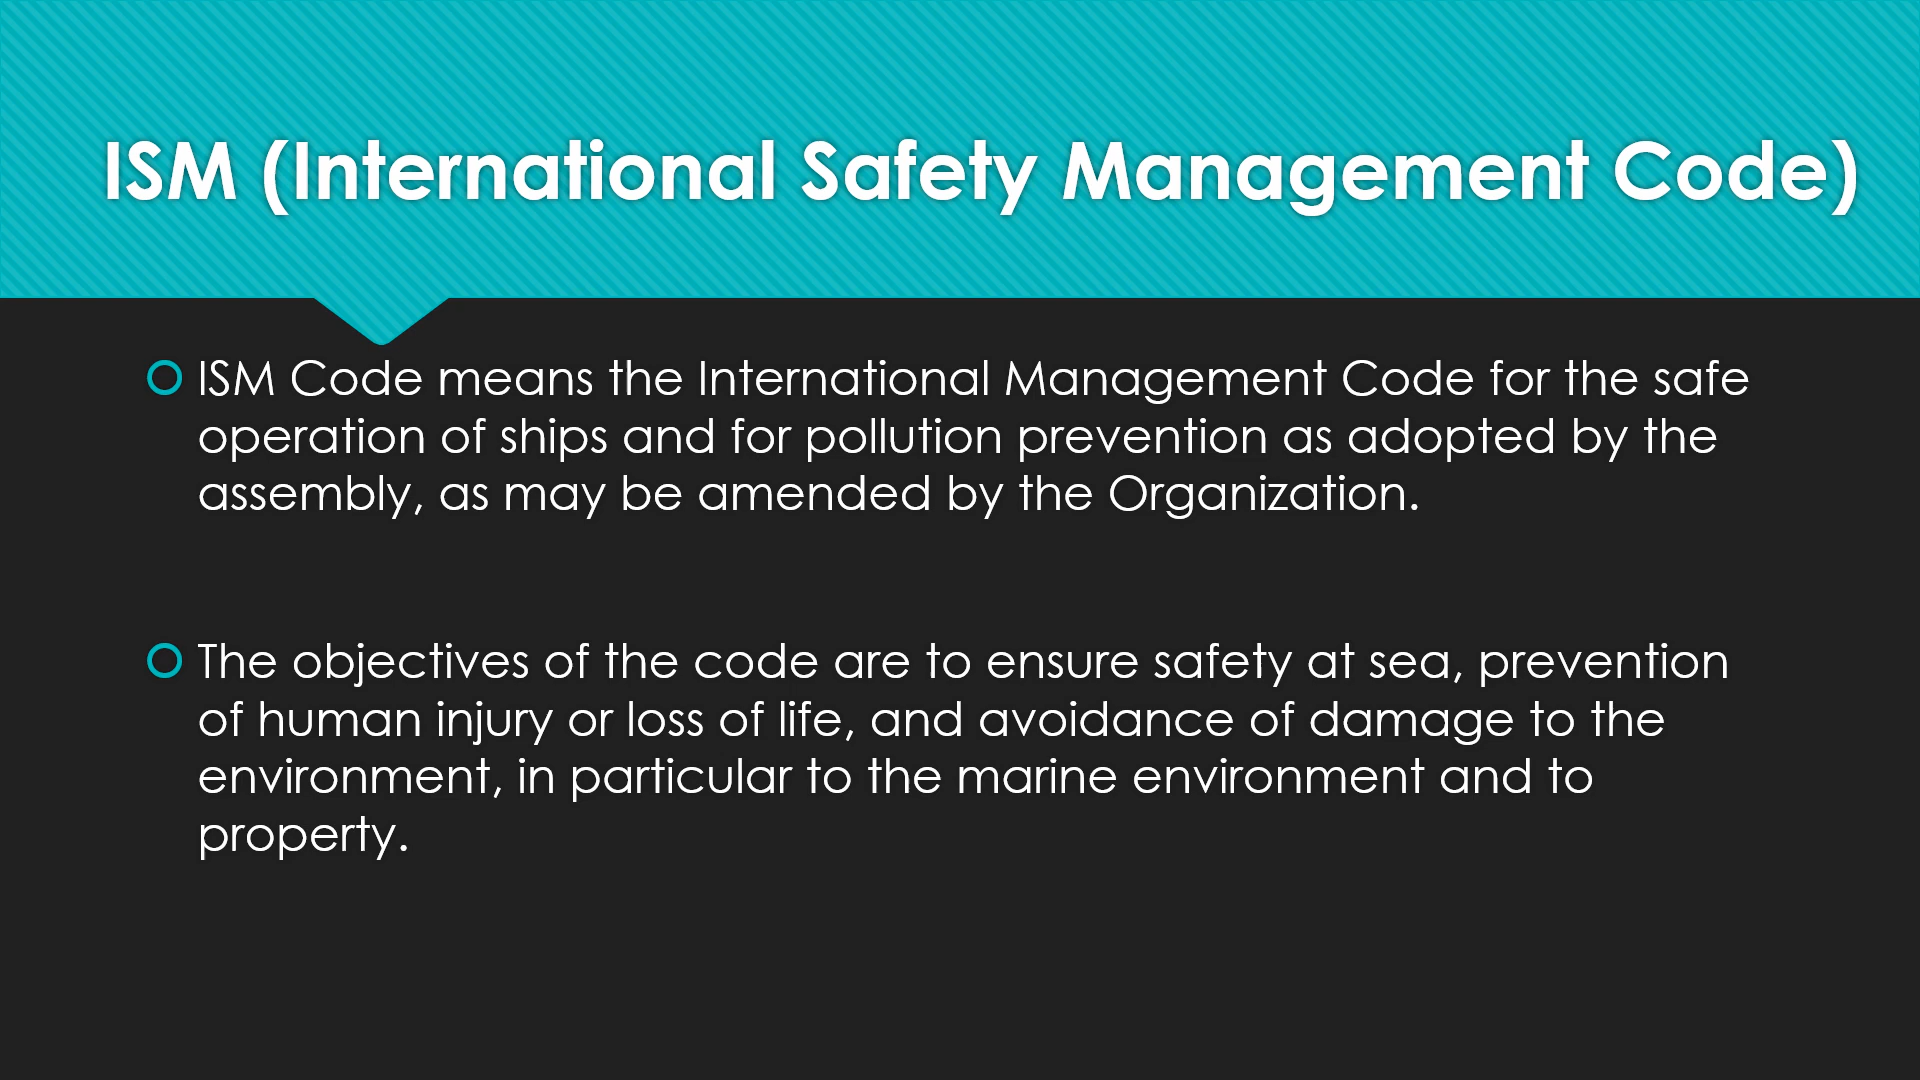 ISM (International Safety Management Code)
ISM Code means the International Management Code for the safe
operation of ships and for pollution prevention as adopted by the
assembly, as may be amended by the Organization.
The objectives of the code are to ensure safety at sea, prevention
of human injury or loss of life, and avoidance of damage to the
environment, in particular to the marine environment and to
property.